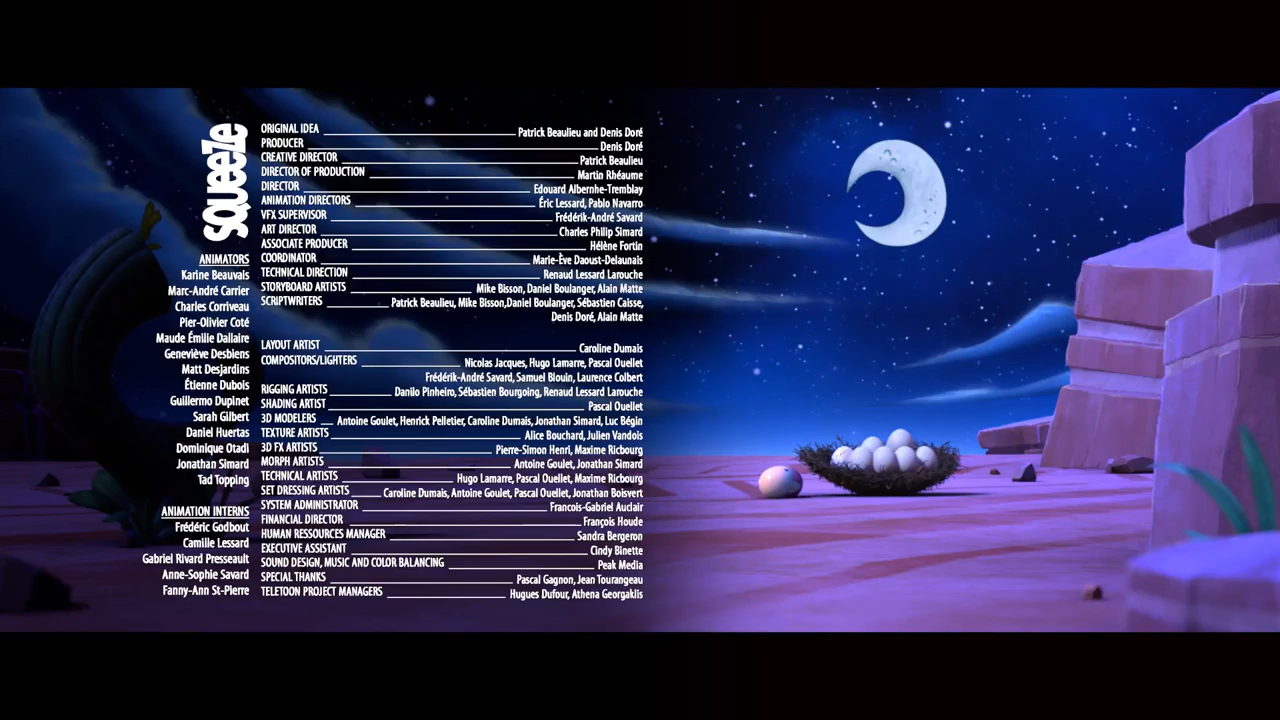 squeeze
ANIMATORS
Karine Beauvais
Marc-André Carrier
Charles Corriveau
Pier-Olivier Coté
Maude Émilie Dallaire
Geneviève Desbiens
Matt Desjardins
Étienne Dubois
Guillermo Dupinet
Sarah Gilbert
Daniel Huertas
Dominique Otadi
Jonathan Simard
Tad Topping
ANIMATION INTERNS
Frédéric Godbout
Camille Lessard
Gabriel Rivard Presseault
Anne-Sophie Savard
Fanny-Ann St-Pierre
ORIGINAL IDEA Patrick Beaulieu and Denis Doré
PRODUCER Denis Doré
CREATIVE DIRECTOR Patrick Beaulieu
DIRECTOR OF PRODUCTION Martin Rhéaume
DIRECTOR Edouard Albernhe-Tremblay
ANIMATION DIRECTORS Éric Lessard, Pablo Navarro
VFX SUPERVISOR Frédérik-André Savard
ART DIRECTOR Charles Philip Simard
ASSOCIATE PRODUCER Hélène Fortin
COORDINATOR Marie-Ève Daoust-Delaunais
TECHNICAL DIRECTION Renaud Lessard Larouche
STORYBOARD ARTISTS Mike Bisson, Daniel Boulanger, Alain Matte
SCRIPTWRITERS Patrick Beaulieu, Mike Bisson,Daniel Boulanger, Sébastien Caisse,
Denis Doré, Alain Matte
LAYOUT ARTIST Caroline Dumais
COMPOSITORS/LIGHTERS Nicolas Jacques, Hugo Lamarre, Pascal Ouellet
Frédérik-André Savard, Samuel Blouin, Laurence Colbert
RIGGING ARTISTS Danilo Pinheiro, Sébastien Bourgoing, Renaud Lessard Larouche
SHADING ARTIST Pascal Ouellet
3D MODELERS Antoine Goulet, Henrick Pelletier, Caroline Dumais, Jonathan Simard, Luc Bégin
TEXTURE ARTISTS Alice Bouchard, Julien Vandois
3D FX ARTISTS Pierre-Simon Henri, Maxime Ricbourg
MORPH ARTISTS Antoine Goulet, Jonathan Simard
TECHNICAL ARTISTS Hugo Lamarre, Pascal Ouellet, Maxime Ricbourg
SET DRESSING ARTISTS Caroline Dumais, Antoine Goulet, Pascal Ouellet, Jonathan Boisvert
SYSTEM ADMINISTRATOR Francois-Gabriel Auclair
FINANCIAL DIRECTOR François Houde
HUMAN RESSOURCES MANAGER Sandra Bergeron
EXECUTIVE ASSISTANT Cindy Binette
SOUND DESIGN, MUSIC AND COLOR BALANCING Peak Media
SPECIAL THANKS Pascal Gagnon, Jean Tourangeau
TELETOON PROJECT MANAGERS Hugues Dufour, Athena Georgaklis